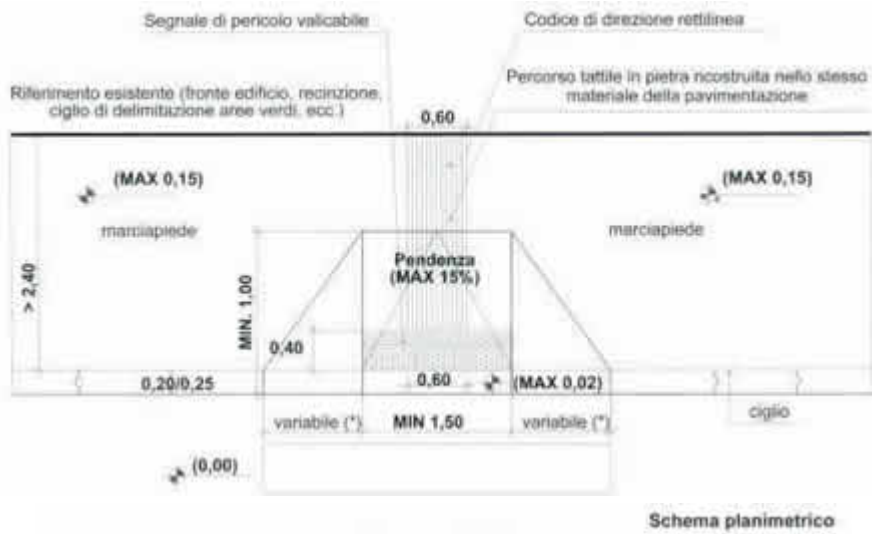 Segnale di pericolo valicabile
Codice di direzione rettilinea
Riferimento esistente (fronte edificio, recinzione,
ciglio di delimitazione aree verdi, ecc.)
Percorso tattile in pietra ricostruita nello stesso
materiale della pavimentazione
0,60
(MAX 0,15)
(MAX 0,15)
marciapiede
marciapiede
Pendenza
(MAX 15%)
> 2,40
MIN. 1,00
0,40
0,20/0,25
0,60
(MAX 0,02)
ciglio
variabile (*)
MIN 1,50
variabile (*)
(0,00)
Schema planimetrico